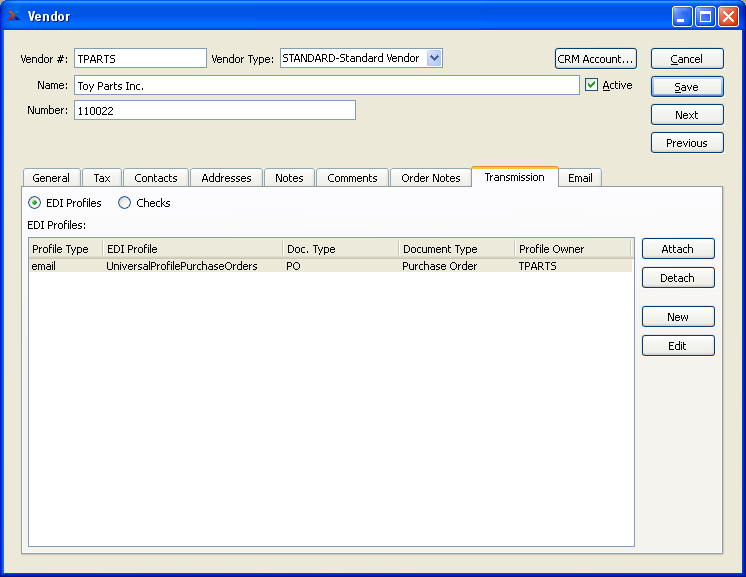 Vendor
Vendor #: TPARTS Vendor Type: STANDARD-Standard Vendor CRM Account... Cancel
Name: Toy Parts Inc. Active Save
Number: 110022 Next
Previous
General Tax Contacts Addresses Notes Comments Order Notes Transmission Email
EDI Profiles Checks
EDI Profiles:
Profile Type EDI Profile Doc. Type Document Type Profile Owner Attach
email UniversalProfilePurchaseOrders PO Purchase Order TPARTS
Detach
New
Edit